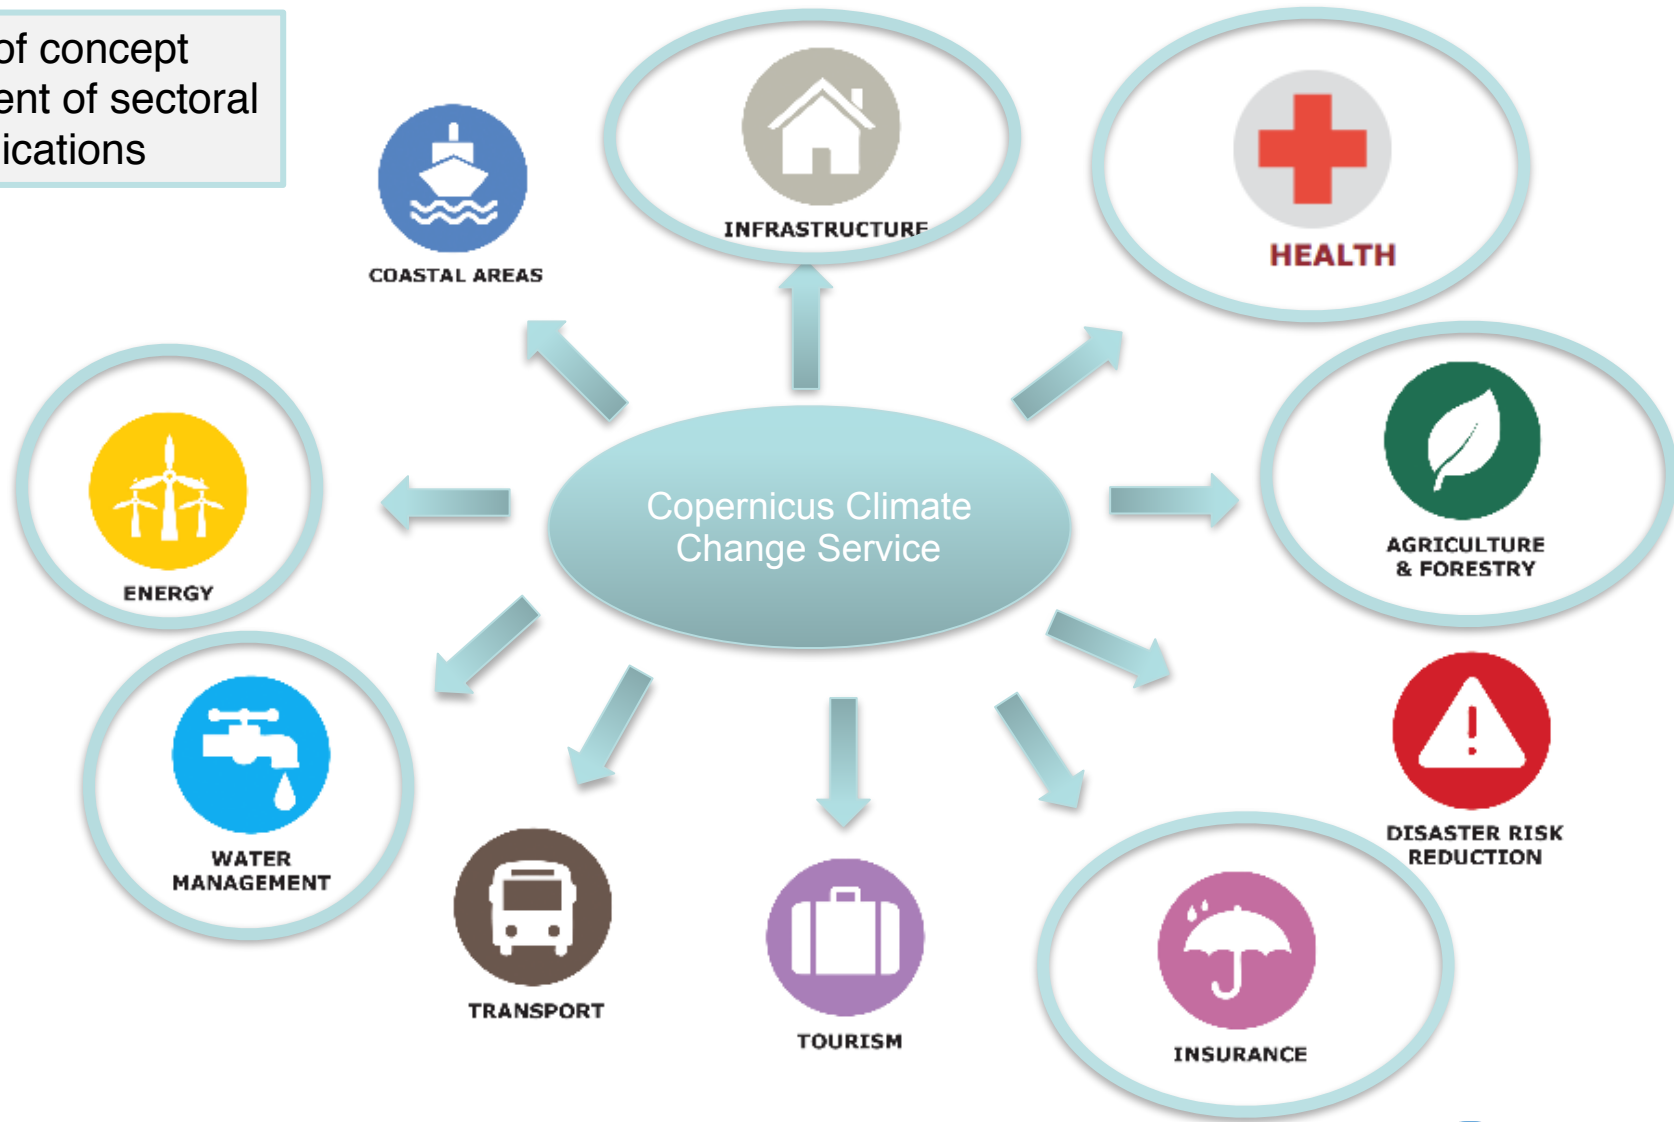 of concept
ent of sectoral
ications
COASTAL AREAS
INFRASTRUCTURE
HEALTH
ENERGY
Copernicus Climate
Change Service
AGRICULTURE
& FORESTRY
WATER
MANAGEMENT
TRANSPORT
TOURISM
INSURANCE
DISASTER RISK
REDUCTION